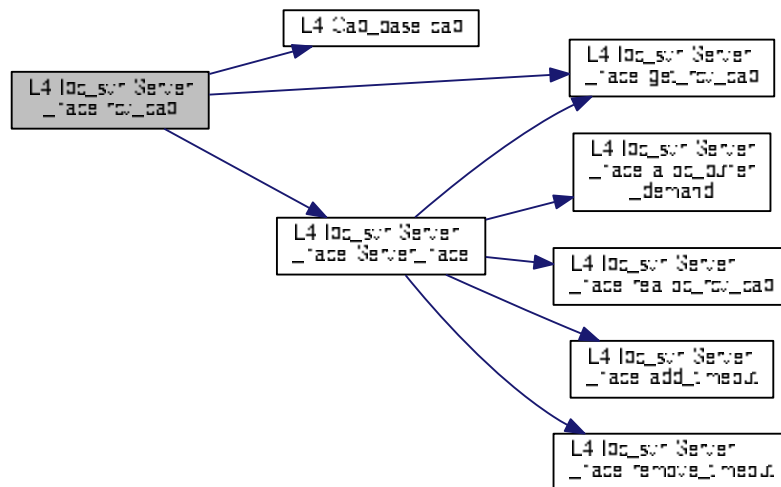 L4::Cap_base::cap
L4::Ipc_svr::Server
_iface::get_rcv_cap
L4::Ipc_svr::Server
_iface::rcv_cap
L4::Ipc_svr::Server
_iface::alloc_buffer
_demand
L4::Ipc_svr::Server
_iface::Server_iface
L4::Ipc_svr::Server
_iface::realloc_rcv_cap
L4::Ipc_svr::Server
_iface::add_timeout
L4::Ipc_svr::Server
_iface::remove_timeout